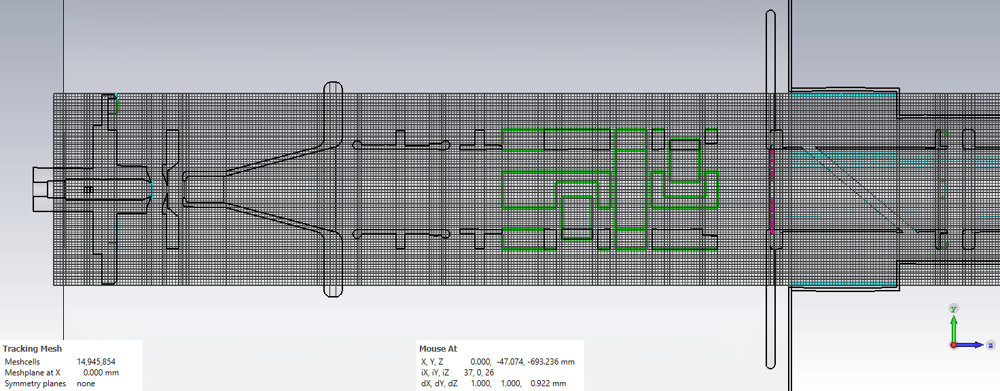 y
z
Tracking Mesh
Meshcells 14,945,854
Meshplane at X 0.000 mm
Symmetry planes none
Mouse At
X, Y, Z 0.000, -47.074, -693.236 mm
iX, iY, iZ 37, 0, 26
dX, dY, dZ 1.000, 1.000, 0.922 mm